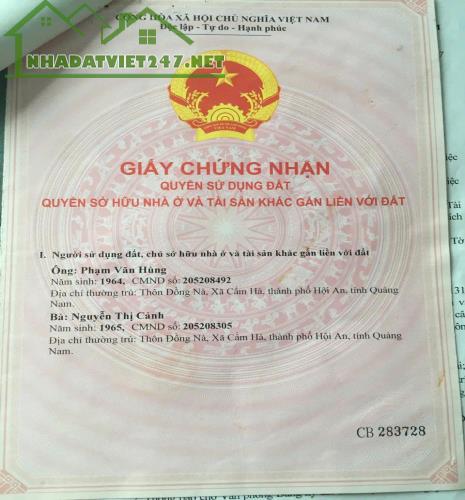 CỘNG HÒA XÃ HỘI CHỦ NGHĨA VIỆT NAM
Độc lập - Tự do - Hạnh phúc
NHADATVIET247.NET
VIỆT NAM
GIẤY CHỨNG NHẬN
QUYỀN SỬ DỤNG ĐẤT
QUYỀN SỞ HỮU NHÀ Ở VÀ TÀI SẢN KHÁC GẮN LIỀN VỚI ĐẤT
I. Người sử dụng đất, chủ sở hữu nhà ở và tài sản khác gắn liền với đất
Ông: Phạm Văn Hùng
Năm sinh: 1964, CMND số: 205208492
Địa chỉ thường trú: Thôn Đồng Nà, Xã Cẩm Hà, thành phố Hội An, tỉnh Quảng
Nam.
Bà: Nguyễn Thị Cảnh
Năm sinh: 1965, CMND số: 205208305
Địa chỉ thường trú: Thôn Đồng Nà, Xã Cẩm Hà, thành phố Hội An, tỉnh Quảng
Nam.
CB 283728